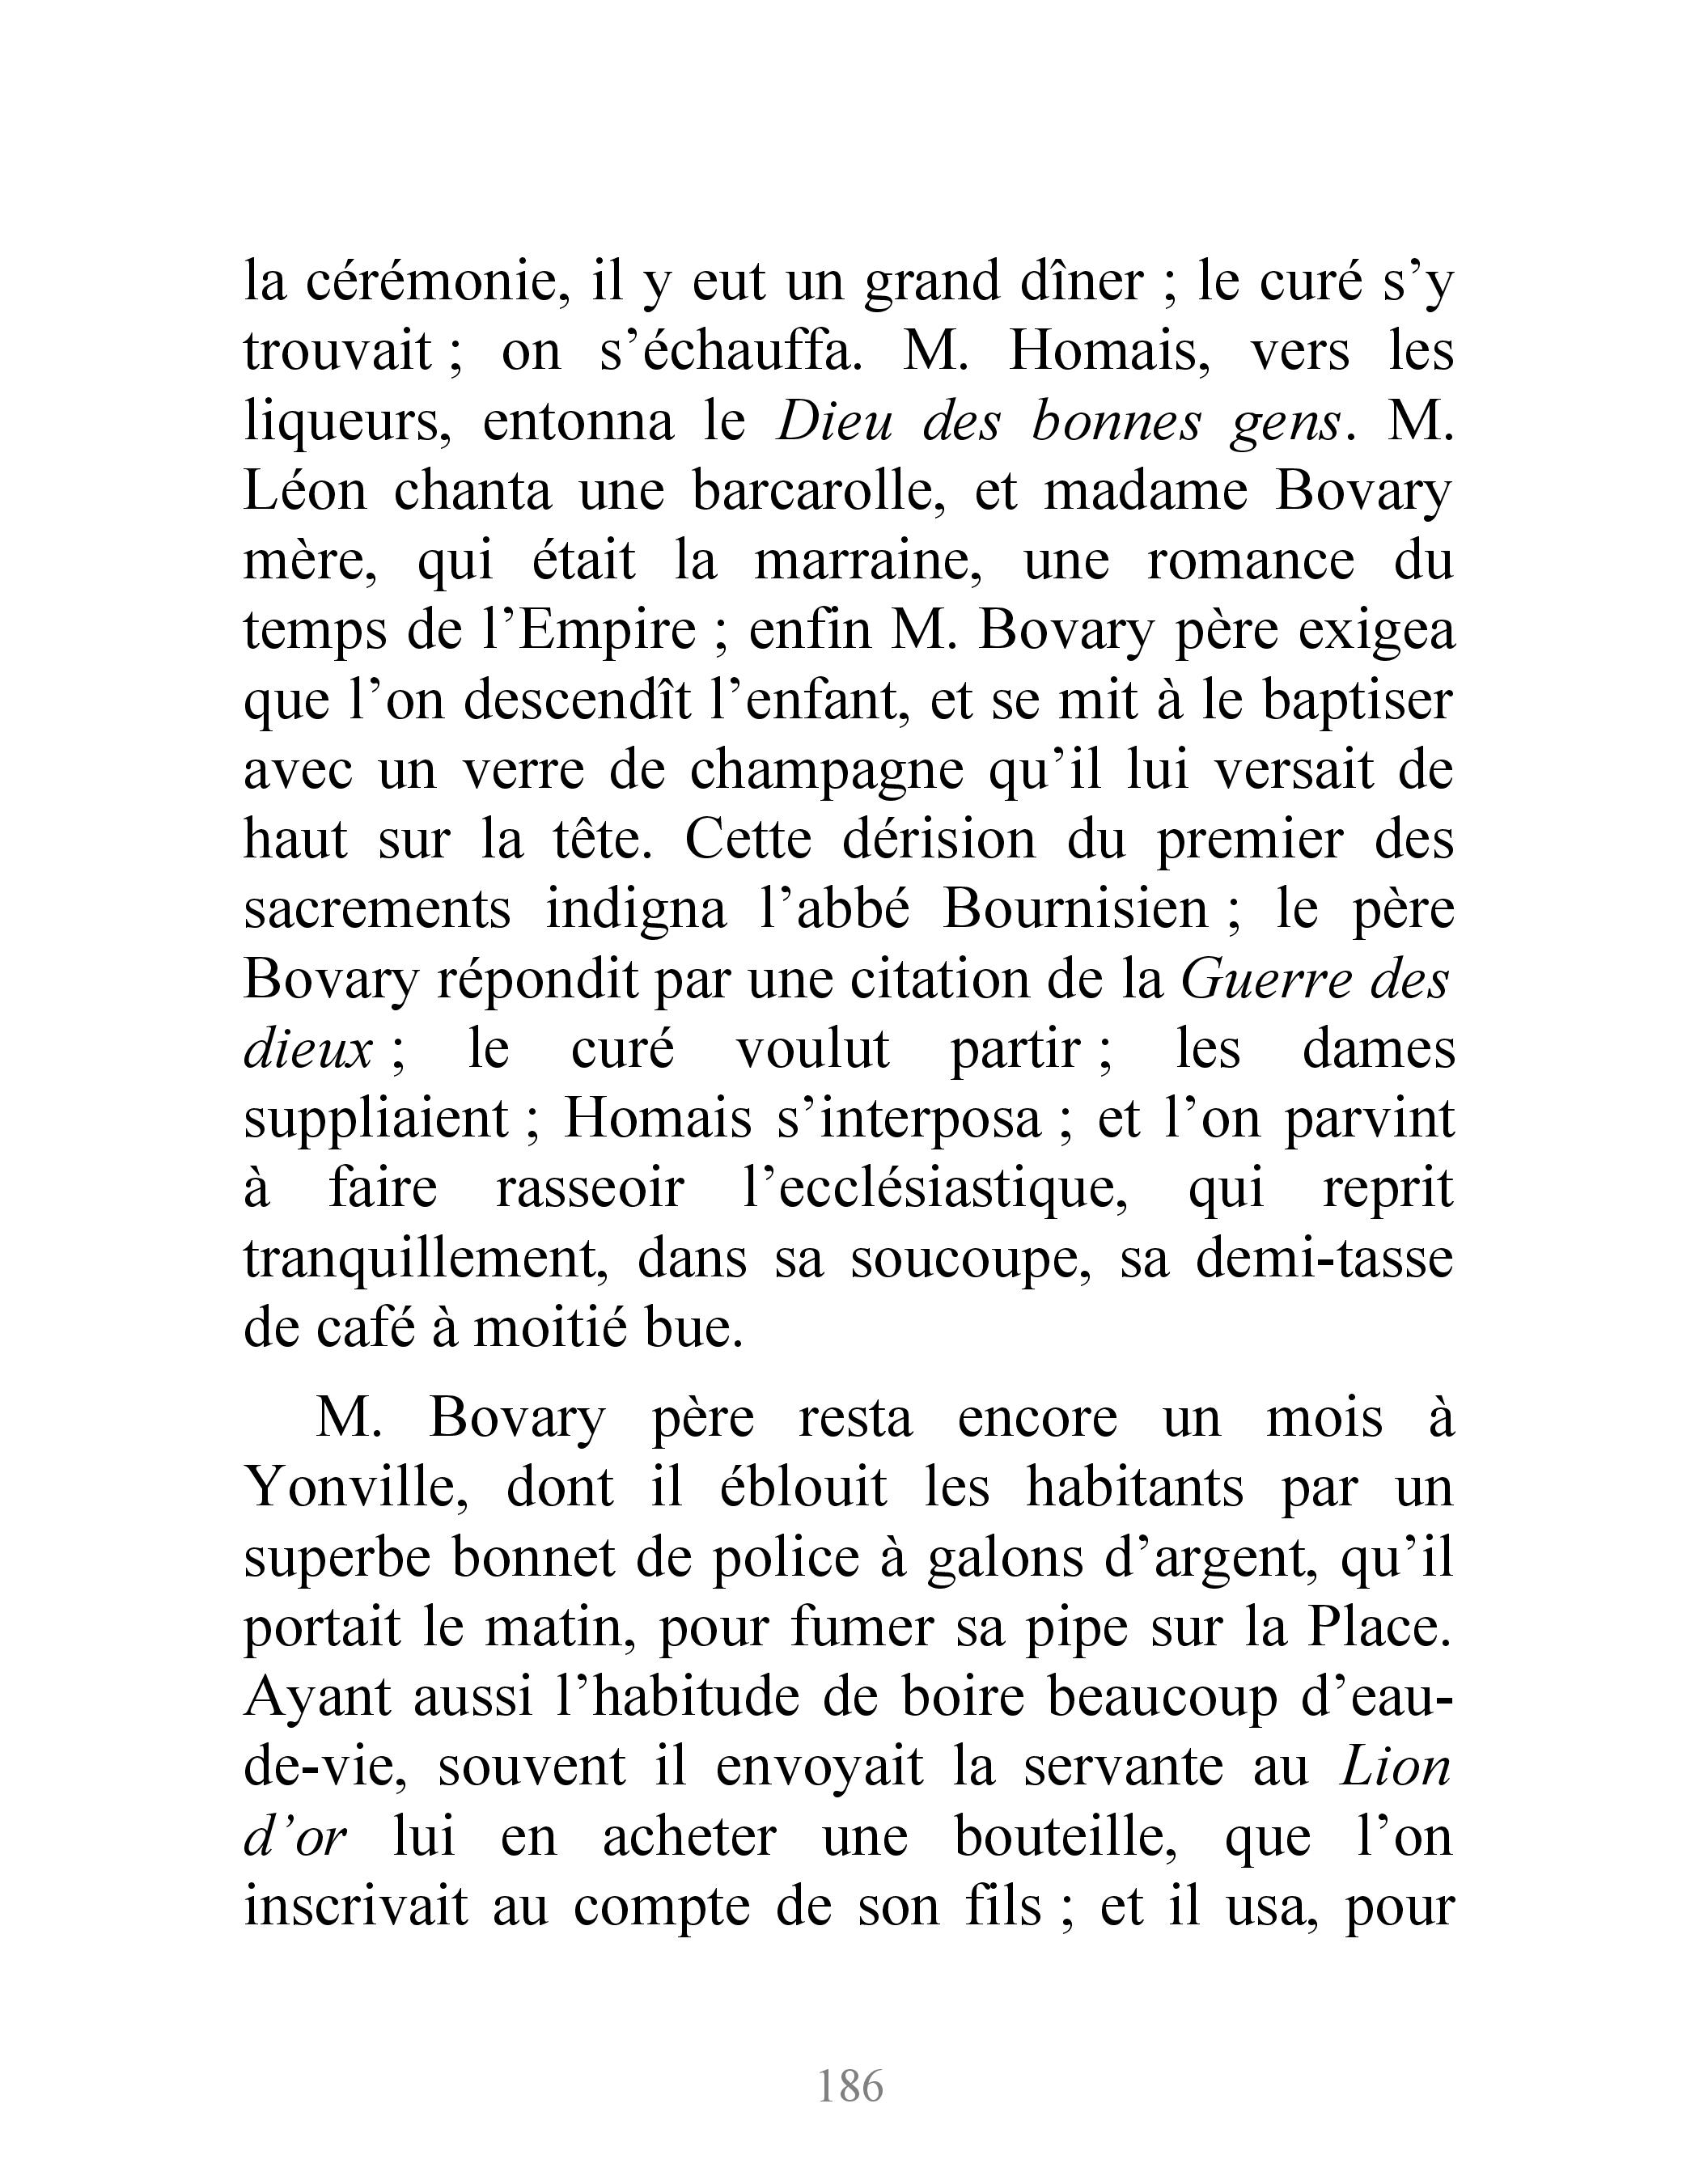 la cérémonie, il y eut un grand dîner ; le curé s’y
trouvait ; on s’échauffa. M. Homais, vers les
liqueurs, entonna le Dieu des bonnes gens. M.
Léon chanta une barcarolle, et madame Bovary
mère, qui était la marraine, une romance du
temps de l’Empire ; enfin M. Bovary père exigea
que l’on descendît l’enfant, et se mit à le baptiser
avec un verre de champagne qu’il lui versait de
haut sur la tête. Cette dérision du premier des
sacrements indigna l’abbé Bournisien ; le père
Bovary répondit par une citation de la Guerre des
dieux ; le curé voulut partir ; les dames
suppliaient ; Homais s’interposa ; et l’on parvint
à faire rasseoir l’ecclésiastique, qui reprit
tranquillement, dans sa soucoupe, sa demi-tasse
de café à moitié bue.
M. Bovary père resta encore un mois à
Yonville, dont il éblouit les habitants par un
superbe bonnet de police à galons d’argent, qu’il
portait le matin, pour fumer sa pipe sur la Place.
Ayant aussi l’habitude de boire beaucoup d’eau-
de-vie, souvent il envoyait la servante au Lion
d’or lui en acheter une bouteille, que l’on
inscrivait au compte de son fils ; et il usa, pour
186